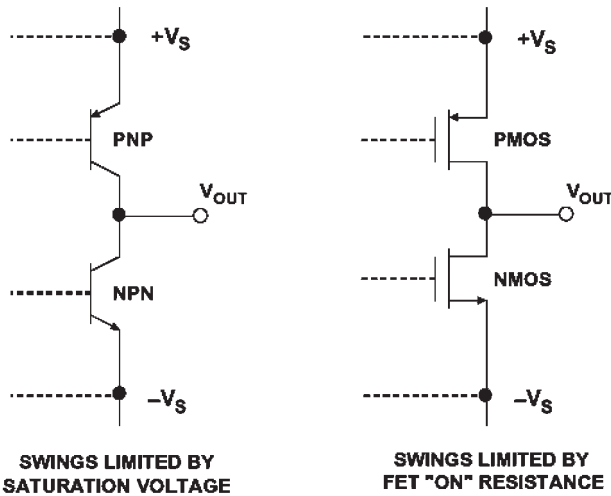 +VS
+VS
PNP
PMOS
VOUT
VOUT
NPN
NMOS
–VS
–VS
SWINGS LIMITED BY
SATURATION VOLTAGE
SWINGS LIMITED BY
FET "ON" RESISTANCE